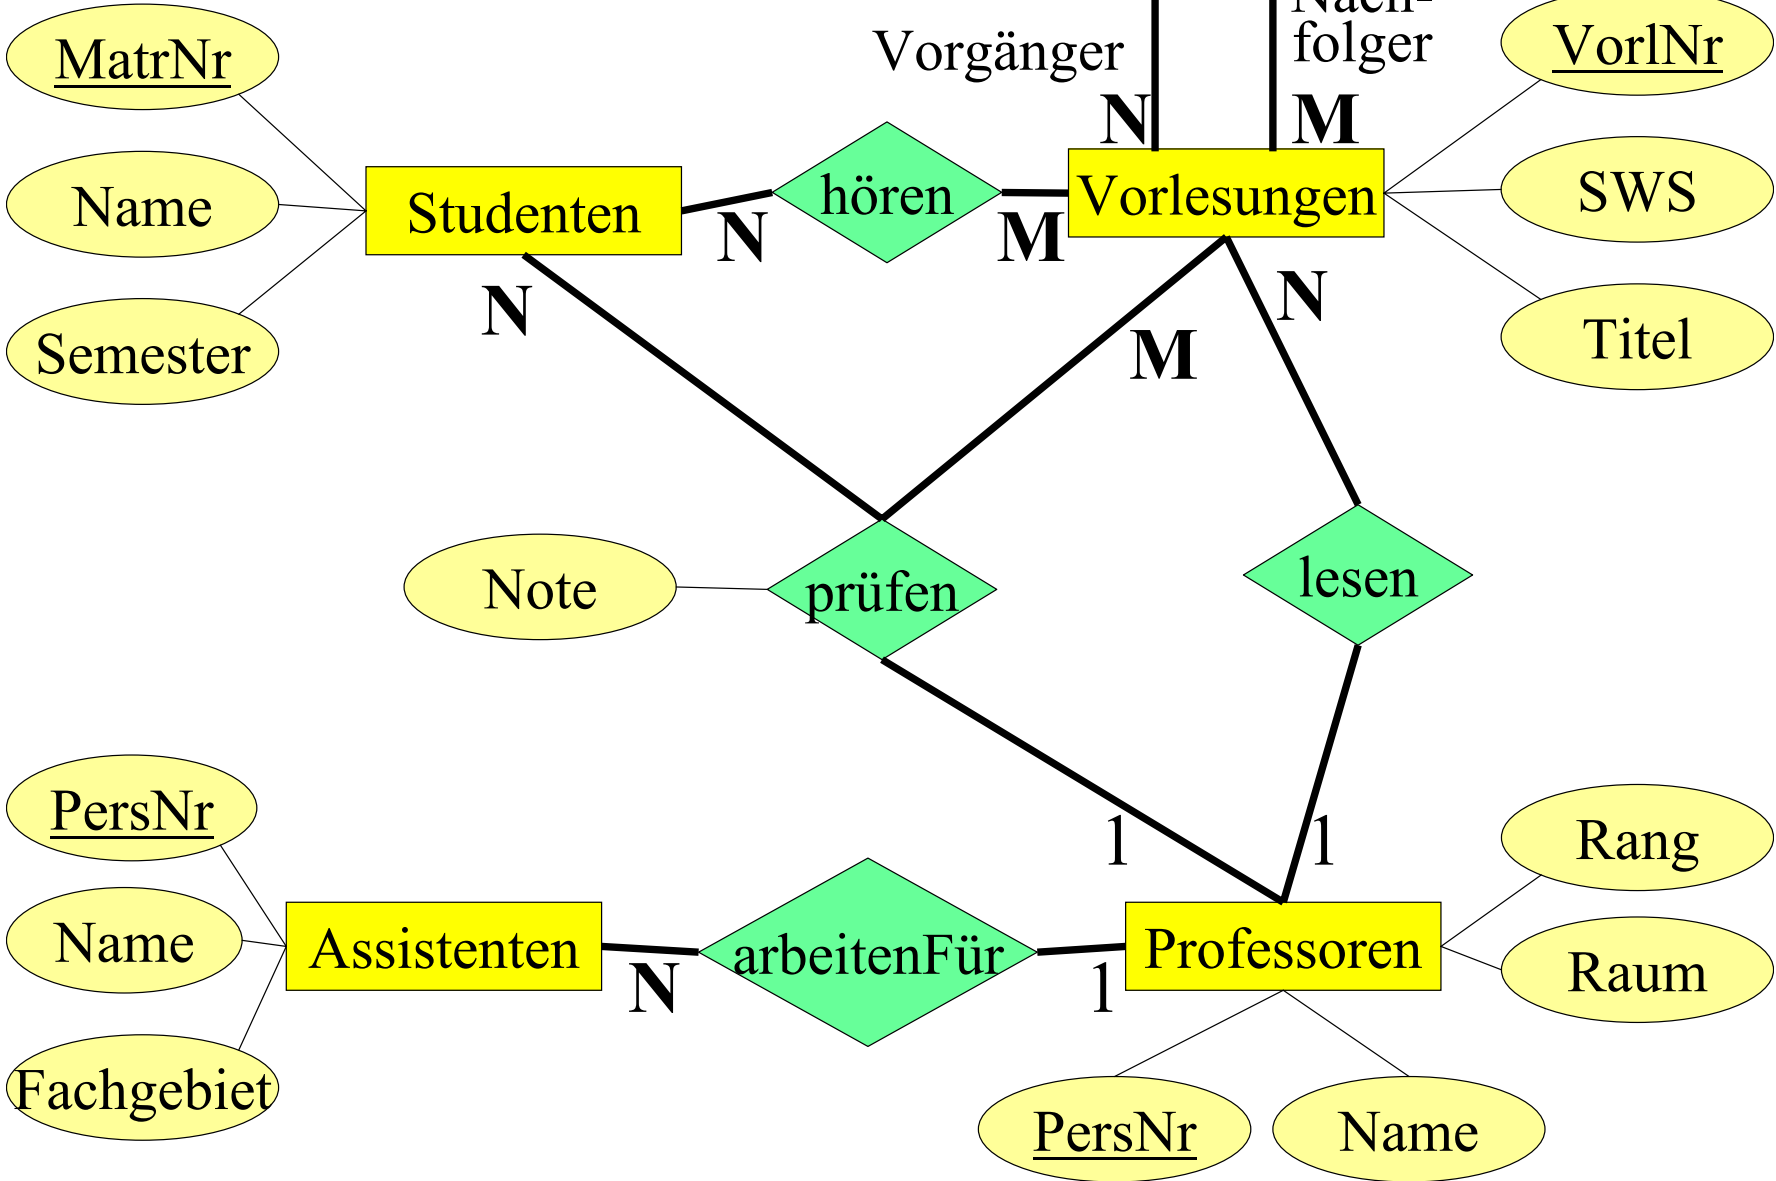 Nach-
Vorgänger
folger
MatrNr
VorlNr
N
M
hören
Name
Studenten
Vorlesungen
SWS
N
M
N
N
Semester
M
Titel
Note
prüfen
lesen
PersNr
1
1
Rang
Name
Assistenten
arbeitenFür
Professoren
Raum
N
1
Fachgebiet
PersNr
Name